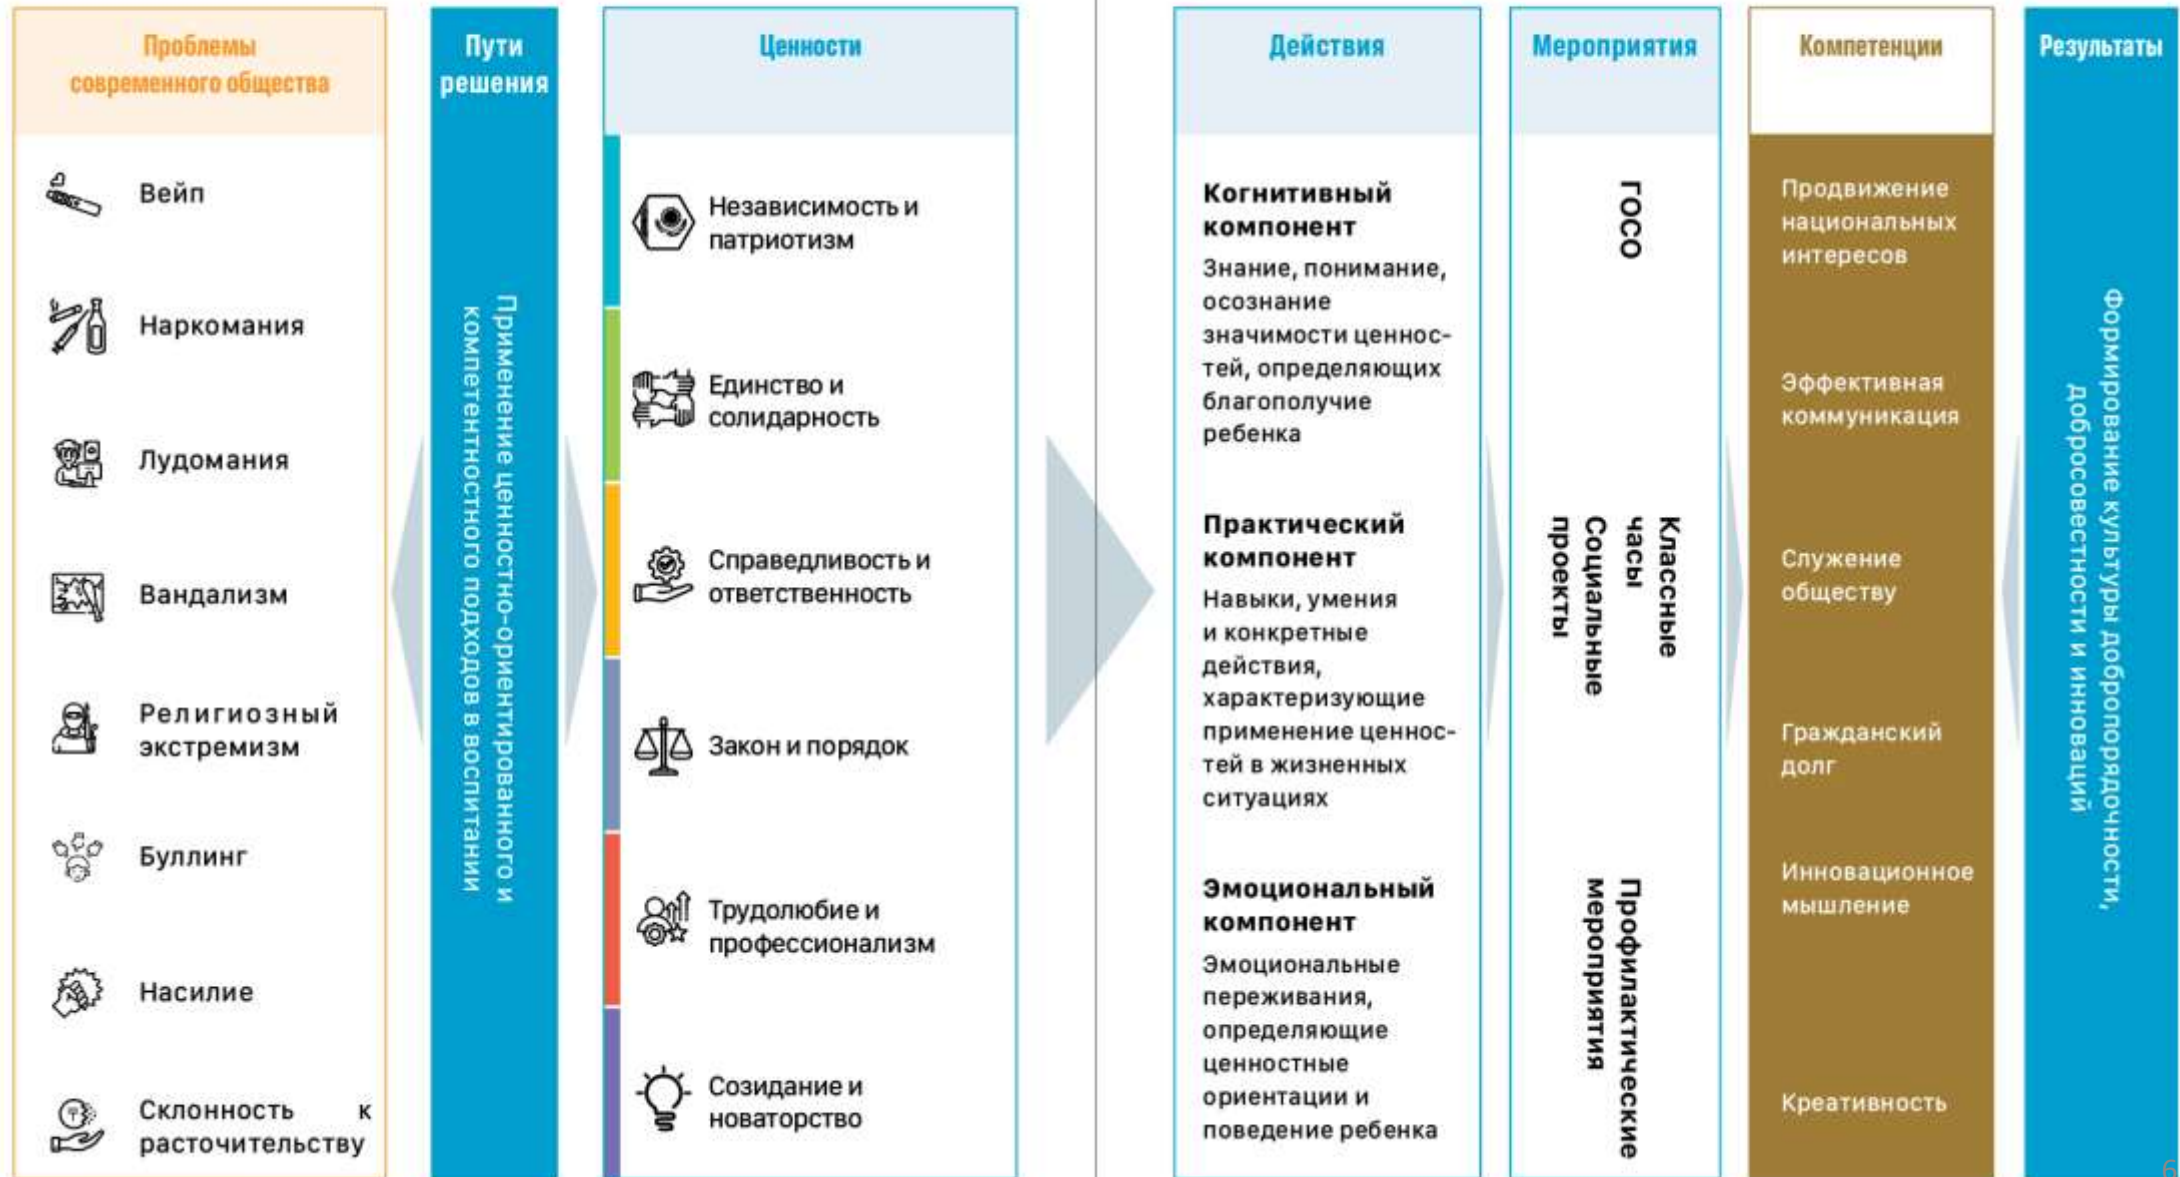 Проблемы
современного общества
Вейп
Наркомания
Лудомания
Вандализм
Религиозный
экстремизм
Буллинг
Насилие
Склонность к
расточительству
Пути
решения
Применение ценностно-ориентированного и
компетентностного подходов в воспитании
Ценности
Независимость и
патриотизм
Единство и
солидарность
Справедливость и
ответственность
Закон и порядок
Трудолюбие и
профессионализм
Созидание и
новаторство
Действия
Когнитивный
компонент
Знание, понимание,
осознание
значимости ценнос-
тей, определяющих
благополучие
ребенка
Практический
компонент
Навыки, умения
и конкретные
действия,
характеризующие
применение ценнос-
тей в жизненных
ситуациях
Эмоциональный
компонент
Эмоциональные
переживания,
определяющие
ценностные
ориентации и
поведение ребенка
Мероприятия
ГОСО
Классные
часы
Социальные
проекты
Профилактические
мероприятия
Компетенции
Продвижение
национальных
интересов
Эффективная
коммуникация
Служение
обществу
Гражданский
долг
Инновационное
мышление
Креативность
Результаты
Формирование культуры добропорядочности,
добросовестности и инноваций
6